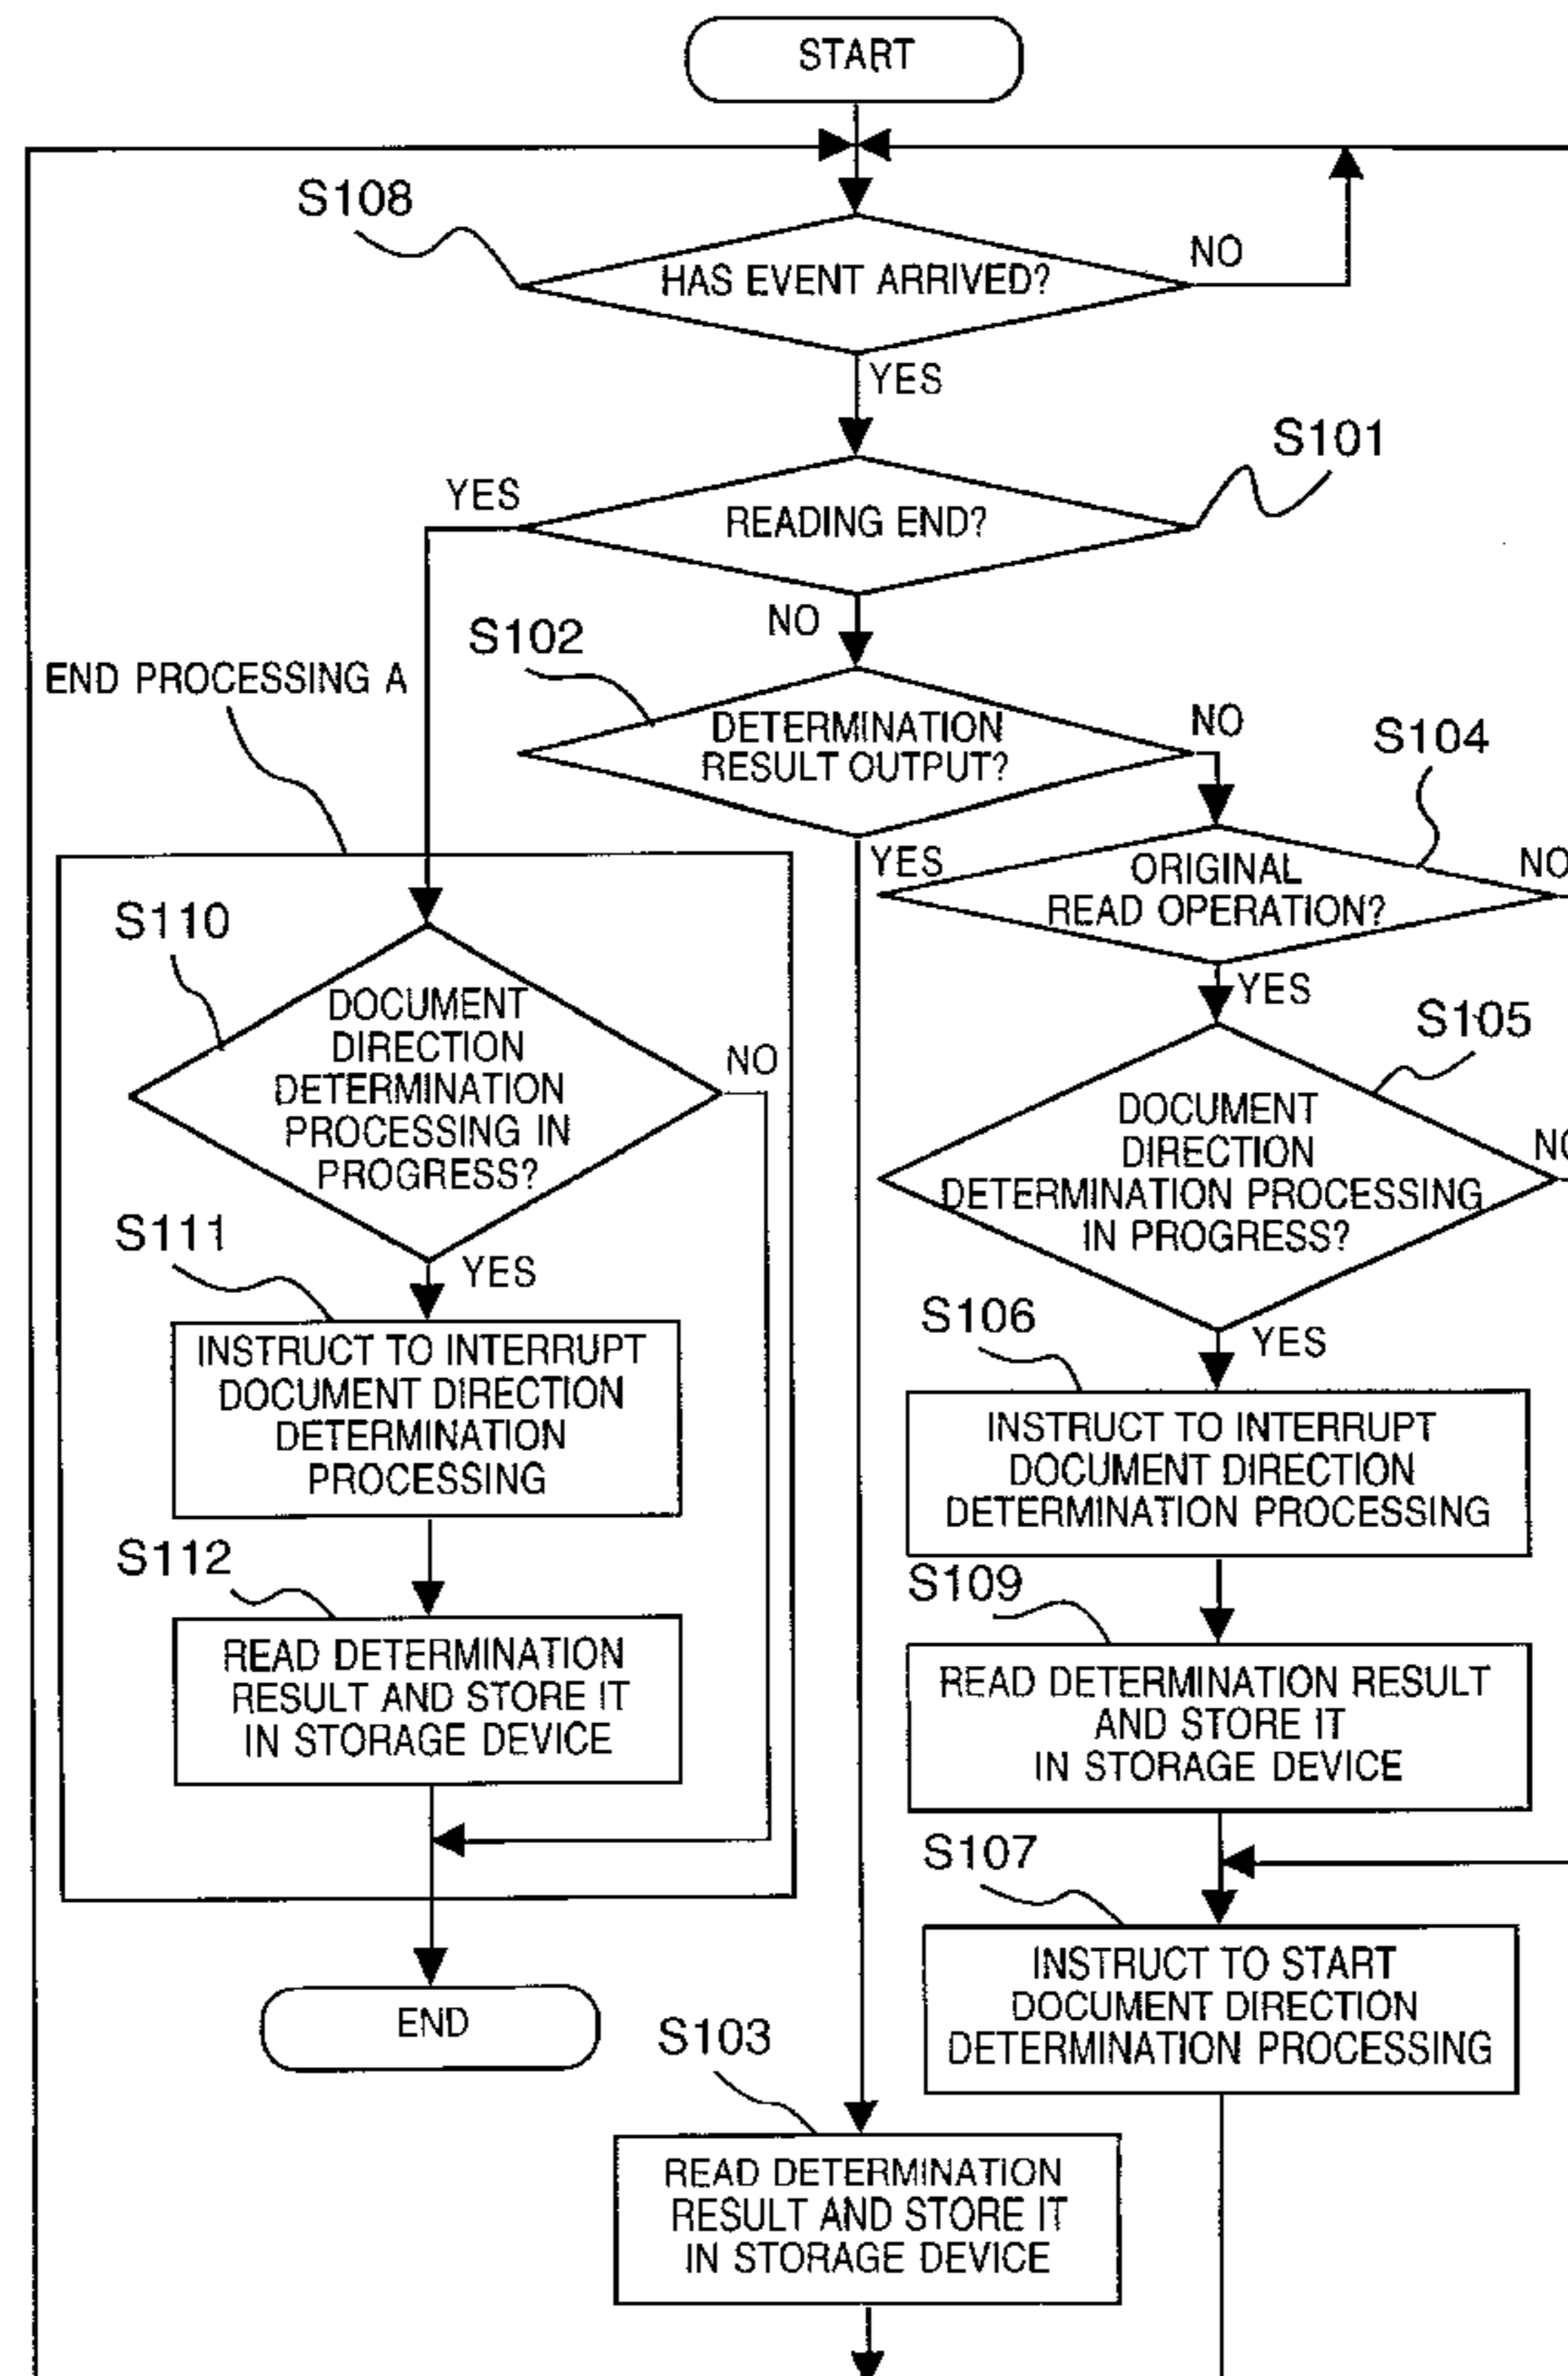 START
S108
HAS EVENT ARRIVED?
NO
YES
S101
YES
READING END?
NO
S102
END PROCESSING A
DETERMINATION
RESULT OUTPUT?
NO
S104
YES
ORIGINAL
READ OPERATION?
NO
YES
S110
DOCUMENT
DIRECTION
DETERMINATION
PROCESSING IN
PROGRESS?
NO
S105
DOCUMENT
DIRECTION
DETERMINATION PROCESSING
IN PROGRESS?
NO
S111
YES
INSTRUCT TO INTERRUPT
DOCUMENT DIRECTION
DETERMINATION
PROCESSING
S106
YES
INSTRUCT TO INTERRUPT
DOCUMENT DIRECTION
DETERMINATION PROCESSING
S112
READ DETERMINATION
RESULT AND STORE IT
IN STORAGE DEVICE
S109
READ DETERMINATION RESULT
AND STORE IT
IN STORAGE DEVICE
S107
INSTRUCT TO START
DOCUMENT DIRECTION
DETERMINATION PROCESSING
END
S103
READ DETERMINATION
RESULT AND STORE IT
IN STORAGE DEVICE